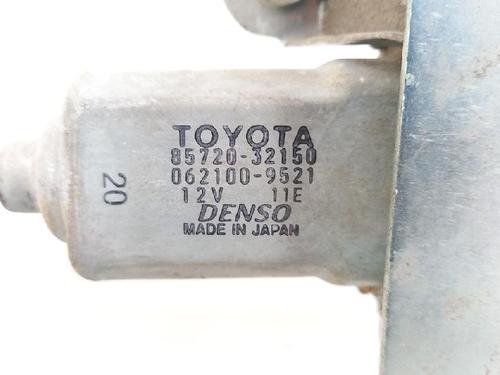 TOYOTA
85720-32150
062100-9521
12V 11E
DENSO
MADE IN JAPAN
20